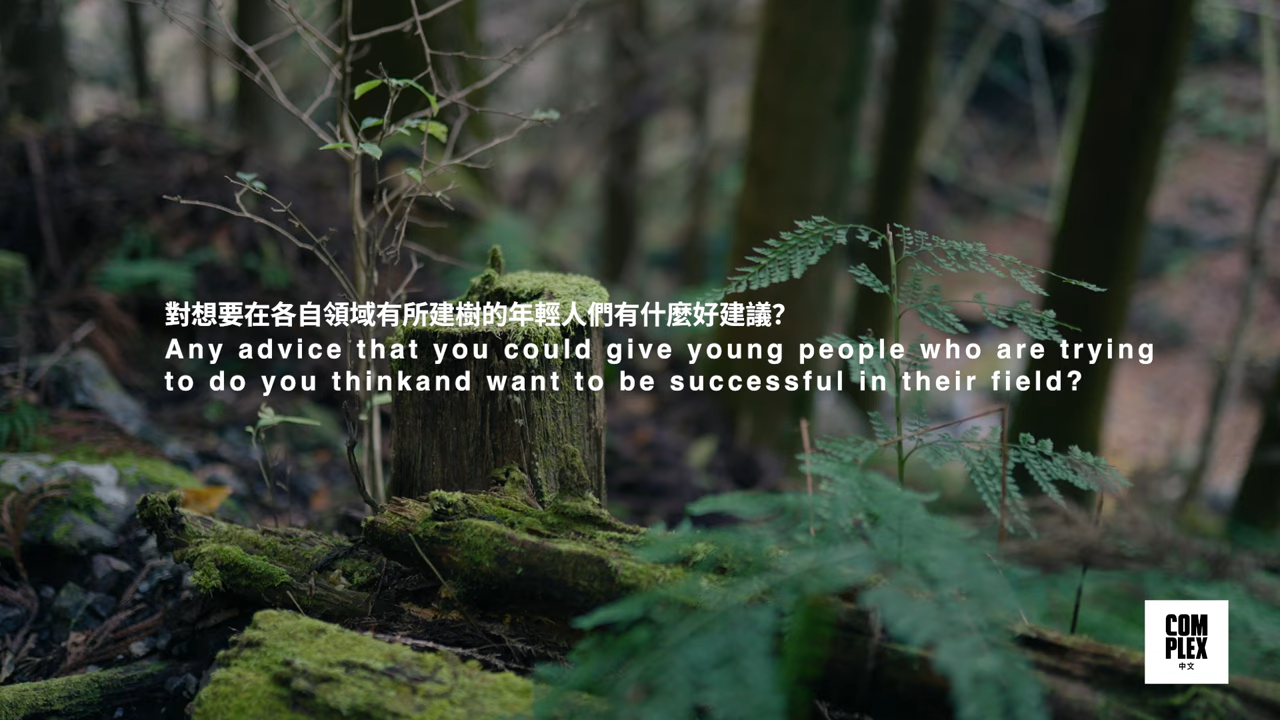 對想要在各自領域有所建樹的年輕人們有什麼好建議?
Any advice that you could give young people who are trying
to do you thinkand want to be successful in their field?
COM
PLEX
中文